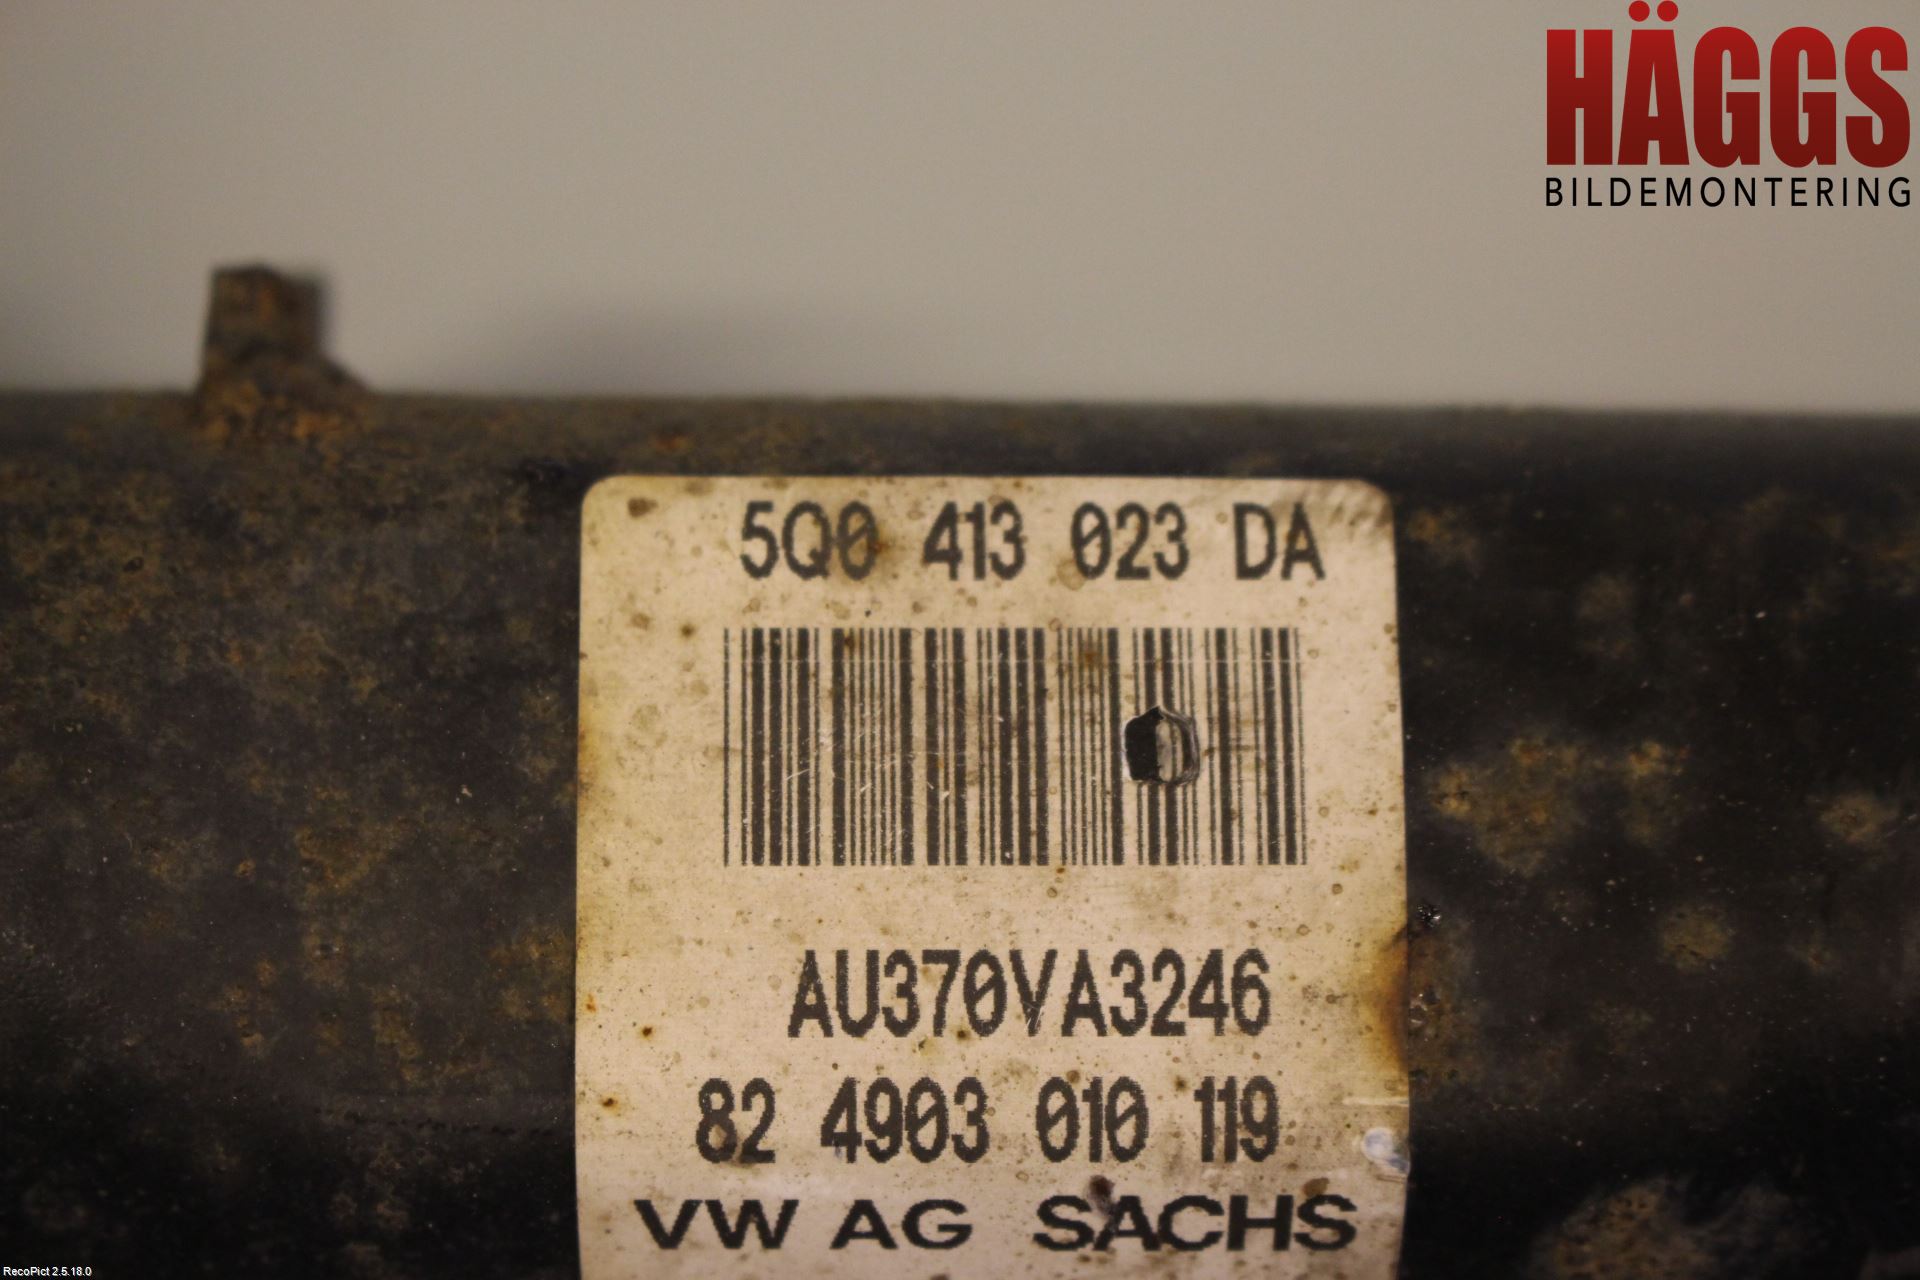 HÄGGS
BILDEMONTERING
5Q0 413 023 DA
AU370VA3246
82 4903 010 119
VW AG SACHS
RecoPict 2.5.18.0